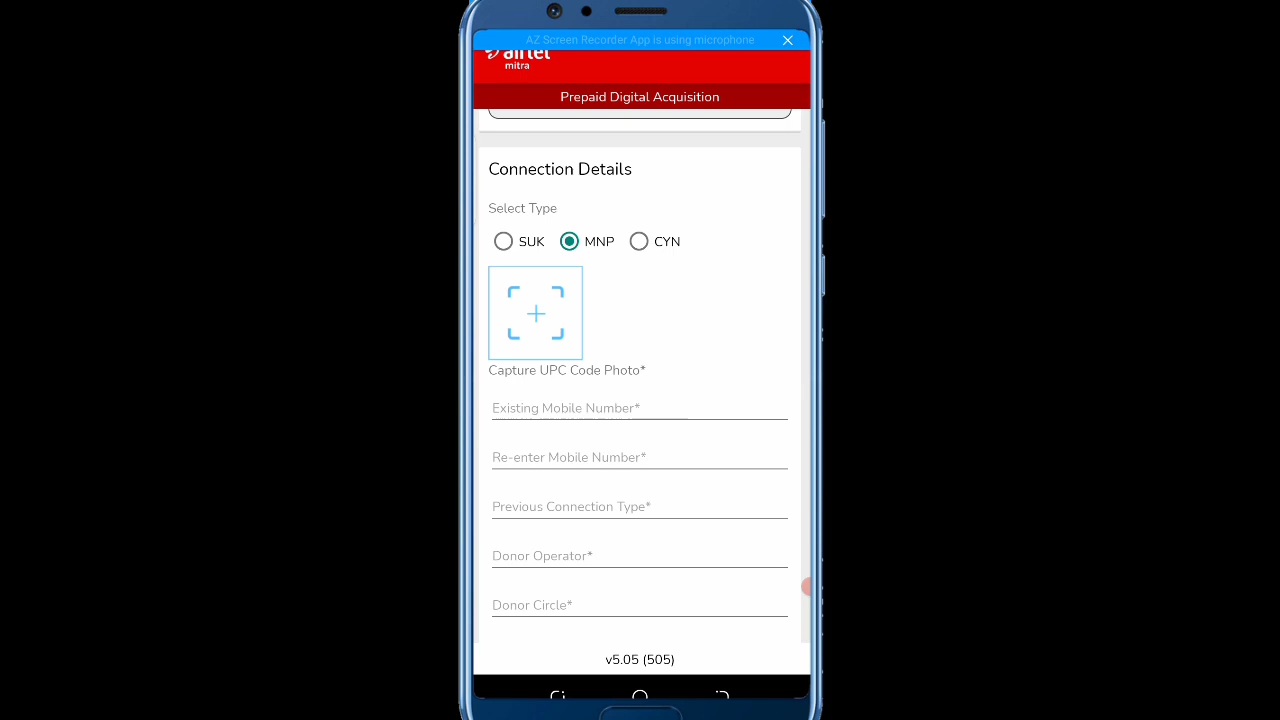 AZ Screen Recorder App is using microphone
airtel
mitra
Prepaid Digital Acquisition
Connection Details
Select Type
SUK MNP CYN
Capture UPC Code Photo*
Existing Mobile Number*
Re-enter Mobile Number*
Previous Connection Type*
Donor Operator*
Donor Circle*
v5.05 (505)